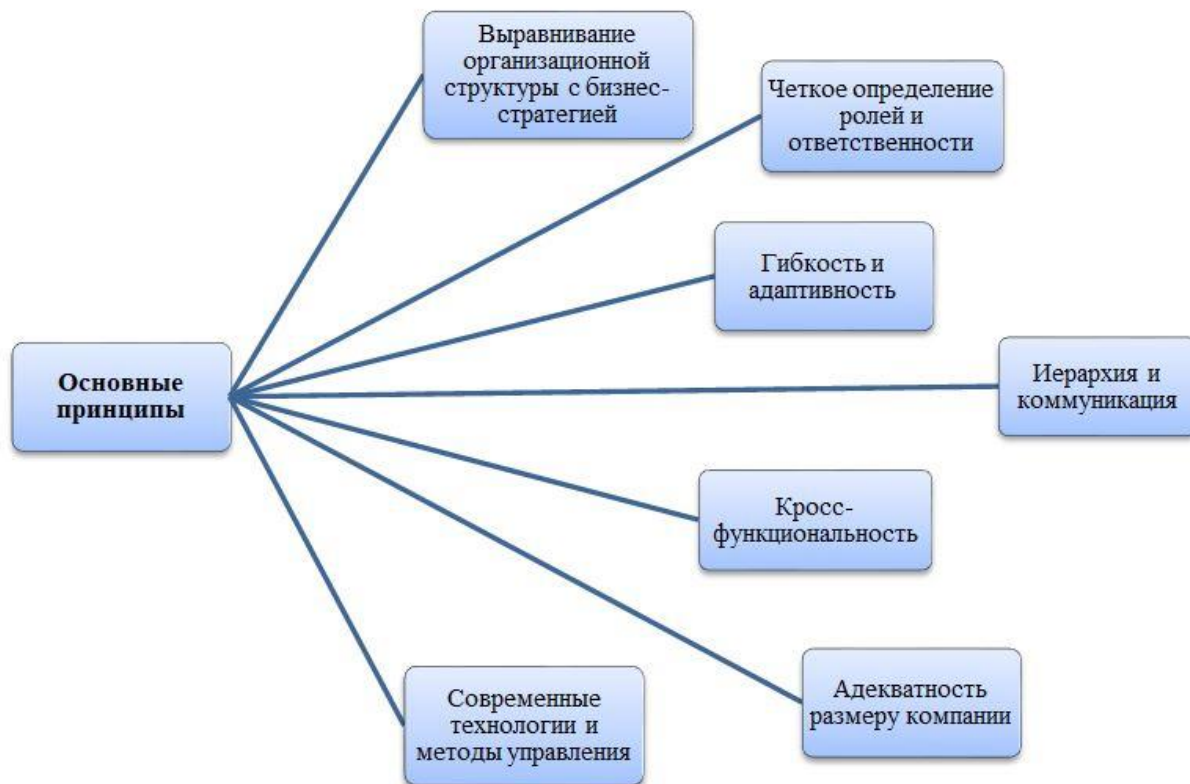 Выравнивание
организационной
структуры с бизнес-
стратегией
Четкое определение
ролей и
ответственности
Гибкость и
адаптивность
Основные
принципы
Иерархия и
коммуникация
Кросс-
функциональность
Адекватность
размеру компании
Современные
технологии и
методы управления